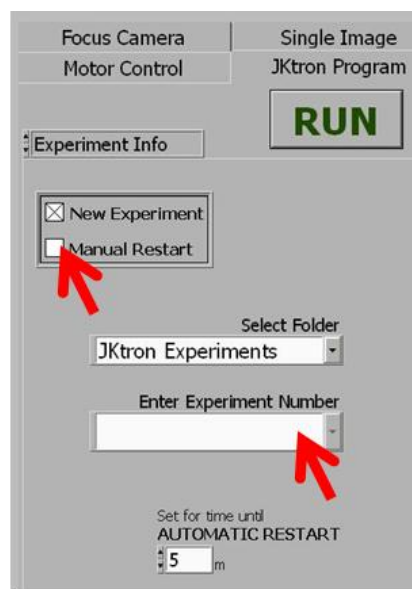 Focus Camera
Single Image
Motor Control
JKtron Program
RUN
Experiment Info
New Experiment
Manual Restart
Select Folder
JKtron Experiments
Enter Experiment Number
Set for time until
AUTOMATIC RESTART
5 m